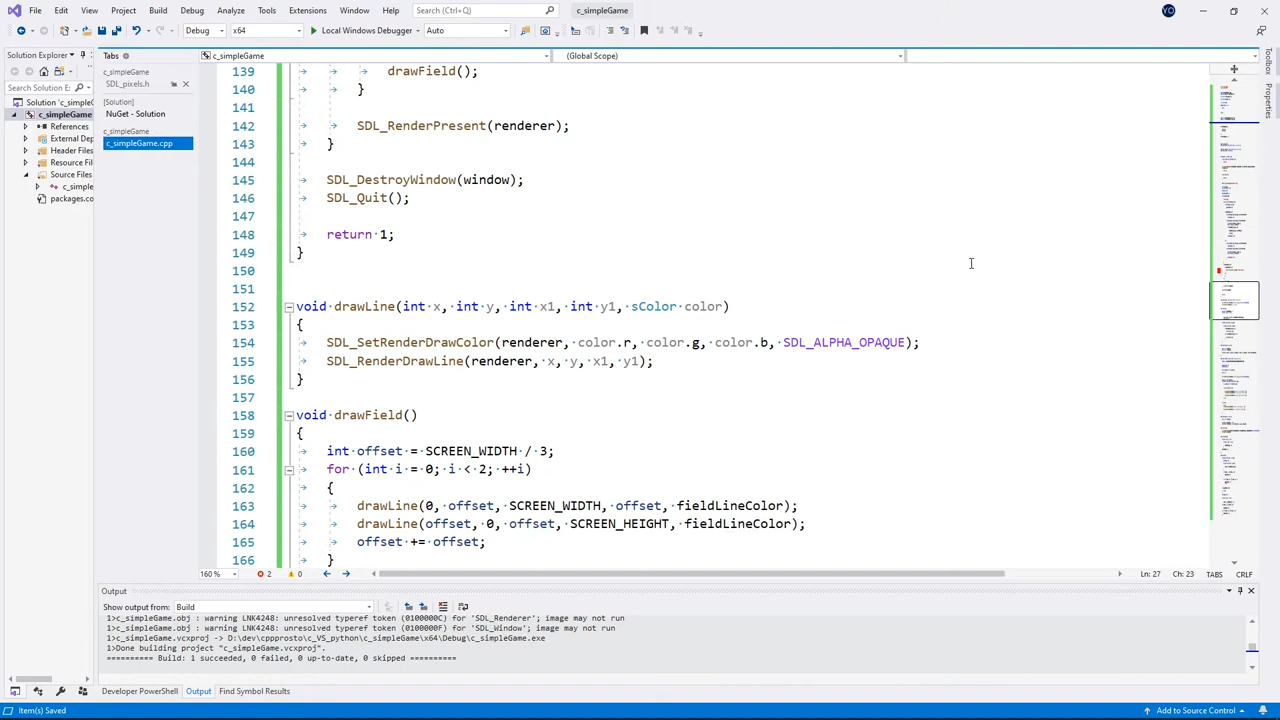 File Edit View Git Project Build Debug Analyze Tools Extensions Window Help Search (Ctrl+Q) c_simpleGame YO
Debug x64 Local Windows Debugger Auto
Solution Explorer Tabs c_simpleGame (Global Scope)
c_simpleGame
SDL_pixels.h
Search Solution E
[Solution]
Solution 'c_simple NuGet - Solution
c_simpleGame
References c_simpleGame
External Dep c_simpleGame.cpp
Header Files
Resource Fil
Source Files
c_simple
packages.co
139 drawField();
140 }
141
142 SDL_RenderPresent(renderer);
143 }
144
145 SDL_DestroyWindow(window);
146 SDL_Quit();
147
148 return 1;
149 }
150
151
152 void drawLine(int x, int y, int x1, int y1, sColor color)
153 {
154 SDL_SetRenderDrawColor(renderer, color.r, color.g, color.b, SDL_ALPHA_OPAQUE);
155 SDL_RenderDrawLine(renderer, x, y, x1, y1);
156 }
157
158 void drawField()
159 {
160 int offset = SCREEN_WIDTH / 3;
161 for (int i = 0; i < 2; ++i)
162 {
163 drawLine(0, offset, SCREEN_WIDTH, offset, fieldLineColor);
164 drawLine(offset, 0, offset, SCREEN_HEIGHT, fieldLineColor);
165 offset += offset;
166 }
160 % 2 0 Ln: 27 Ch: 23 TABS CRLF
Output
Show output from: Build
1>c_simpleGame.obj : warning LNK4248: unresolved typeref token (0100000C) for 'SDL_Renderer'; image may not run
1>c_simpleGame.obj : warning LNK4248: unresolved typeref token (0100000F) for 'SDL_Window'; image may not run
1>c_simpleGame.vcxproj -> D:\dev\cppprosto\c_VS_python\c_simpleGame\x64\Debug\c_simpleGame.exe
1>Done building project "c_simpleGame.vcxproj".
========== Build: 1 succeeded, 0 failed, 0 up-to-date, 0 skipped ==========
Developer PowerShell Output Find Symbol Results
Item(s) Saved Add to Source Control
Toolbox
Properties